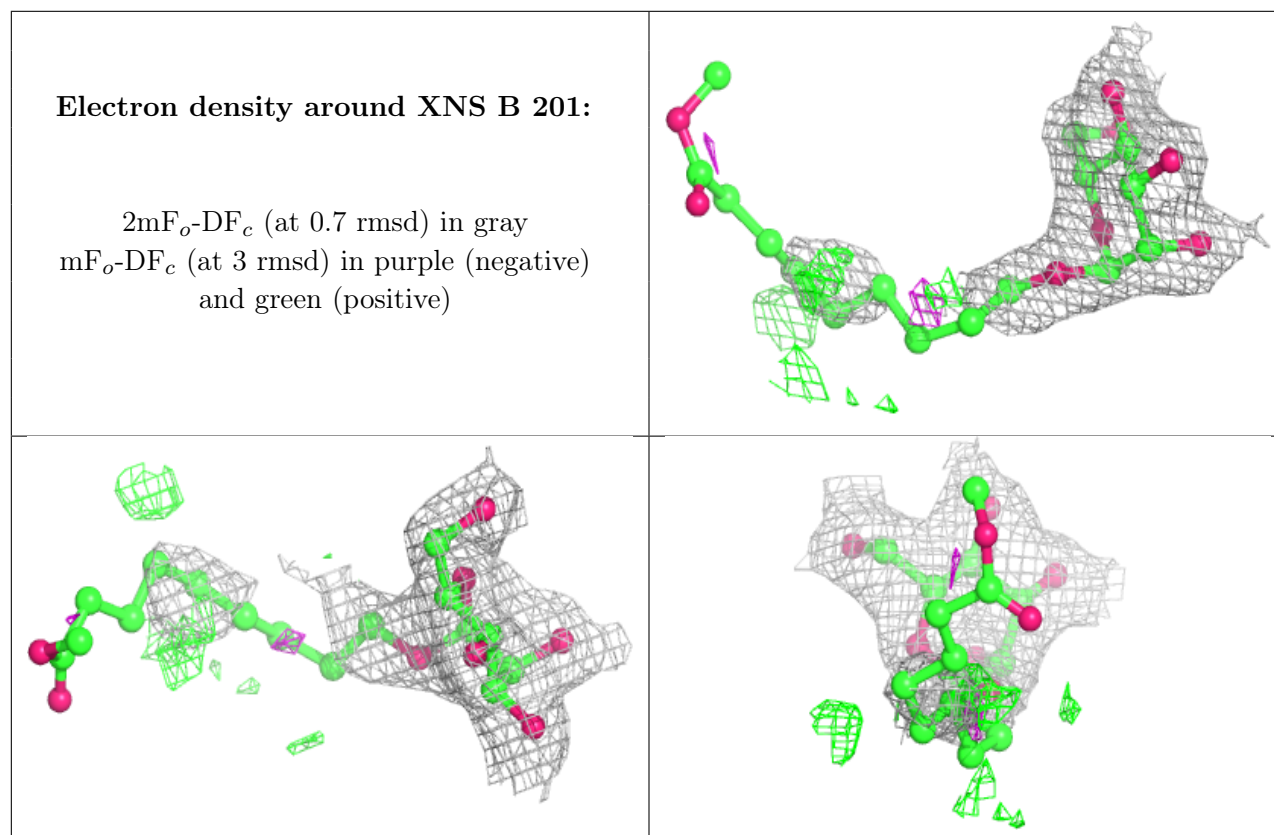 Electron density around XNS B 201:
2mFₒ-DF𝒸 (at 0.7 rmsd) in gray
mFₒ-DF𝒸 (at 3 rmsd) in purple (negative)
and green (positive)